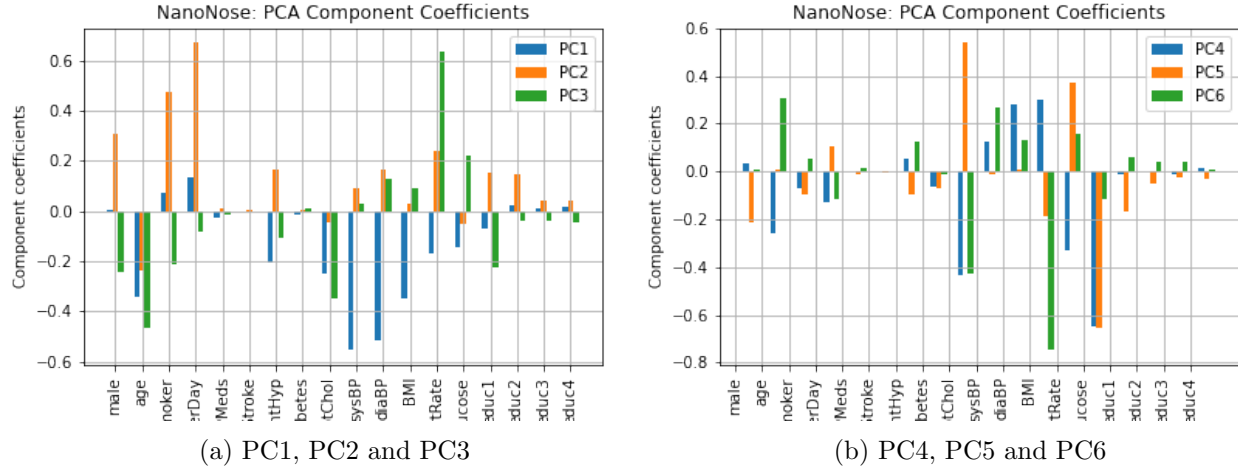 NanoNose: PCA Component Coefficients
PC1
PC2
PC3
0.6
0.4
0.2
0.0
−0.2
−0.4
−0.6
Component coefficients
male
age
noker
erDay
Meds
troke
ntHyp
betes
tChol
sysBP
diaBP
BMI
tRate
ucose
educ1
educ2
educ3
educ4
(a) PC1, PC2 and PC3
NanoNose: PCA Component Coefficients
PC4
PC5
PC6
0.6
0.4
0.2
0.0
−0.2
−0.4
−0.6
−0.8
Component coefficients
male
age
noker
erDay
Meds
troke
ntHyp
betes
tChol
sysBP
diaBP
BMI
tRate
ucose
educ1
educ2
educ3
educ4
(b) PC4, PC5 and PC6